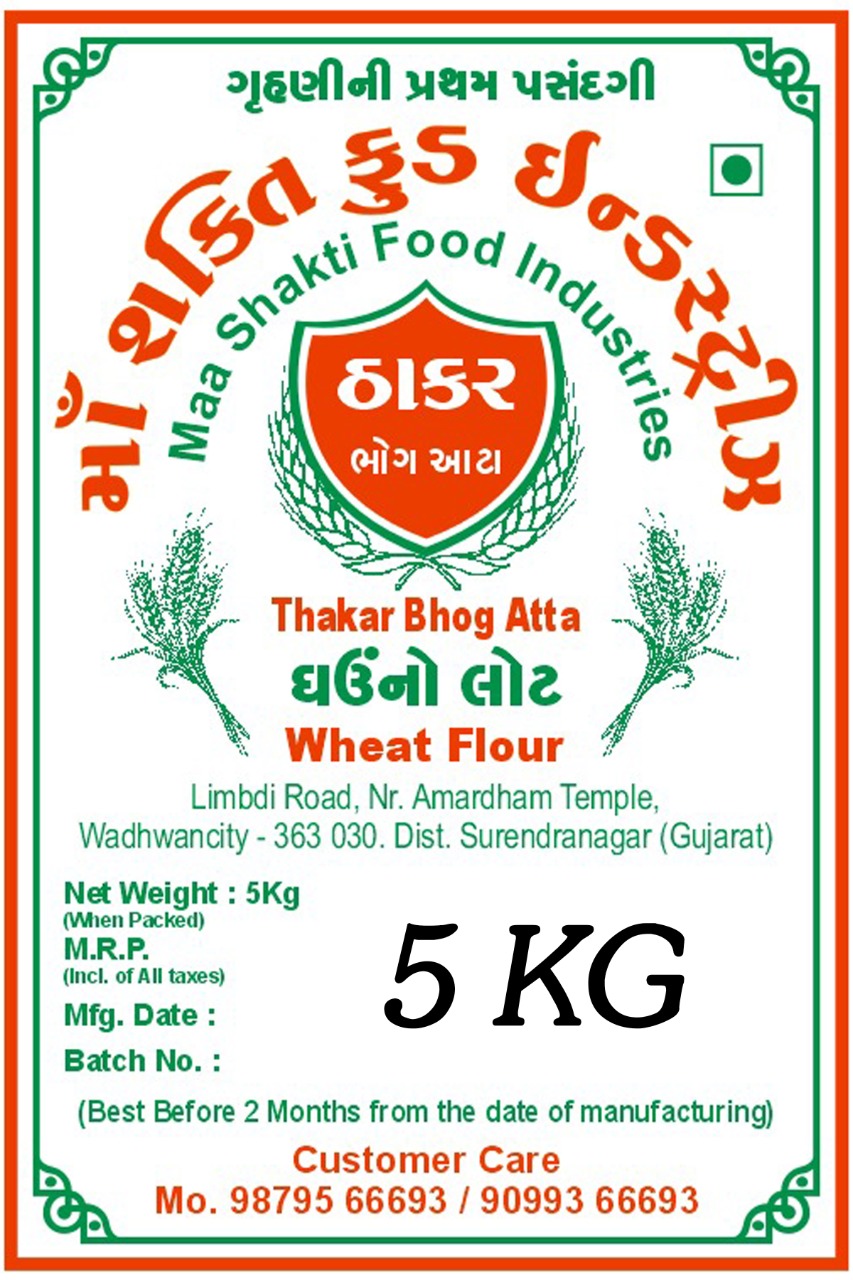 ગૃહણીની પ્રથમ પસંદગી
માઁ શક્તિ ફુડ ઈન્ડસ્ટ્રીઝ
Maa Shakti Food Industries
ઠાકર
ભોગ આટા
Thakar Bhog Atta
ઘઉંનો લોટ
Wheat Flour
Limbdi Road, Nr. Amardham Temple,
Wadhwancity - 363 030. Dist. Surendranagar (Gujarat)
Net Weight : 5Kg
(When Packed)
M.R.P.
(Incl. of All taxes)
5 KG
Mfg. Date :
Batch No. :
(Best Before 2 Months from the date of manufacturing)
Customer Care
Mo. 98795 66693 / 90993 66693